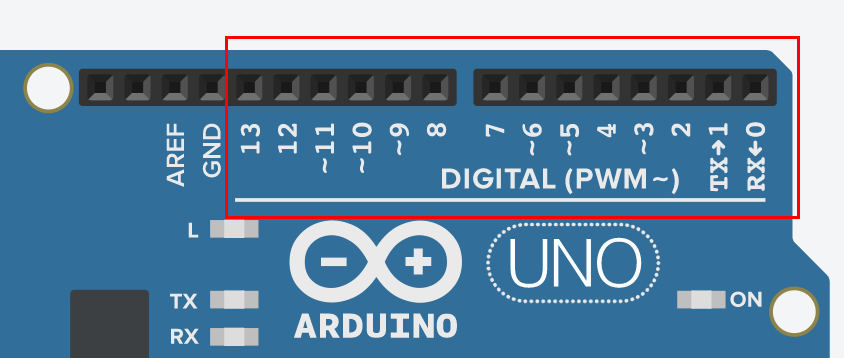 AREF
GND
13
12
~11
~10
~9
8
7
~6
~5
4
~3
2
TX→1
RX←0
DIGITAL (PWM~)
L
TX
RX
ARDUINO
UNO
ON